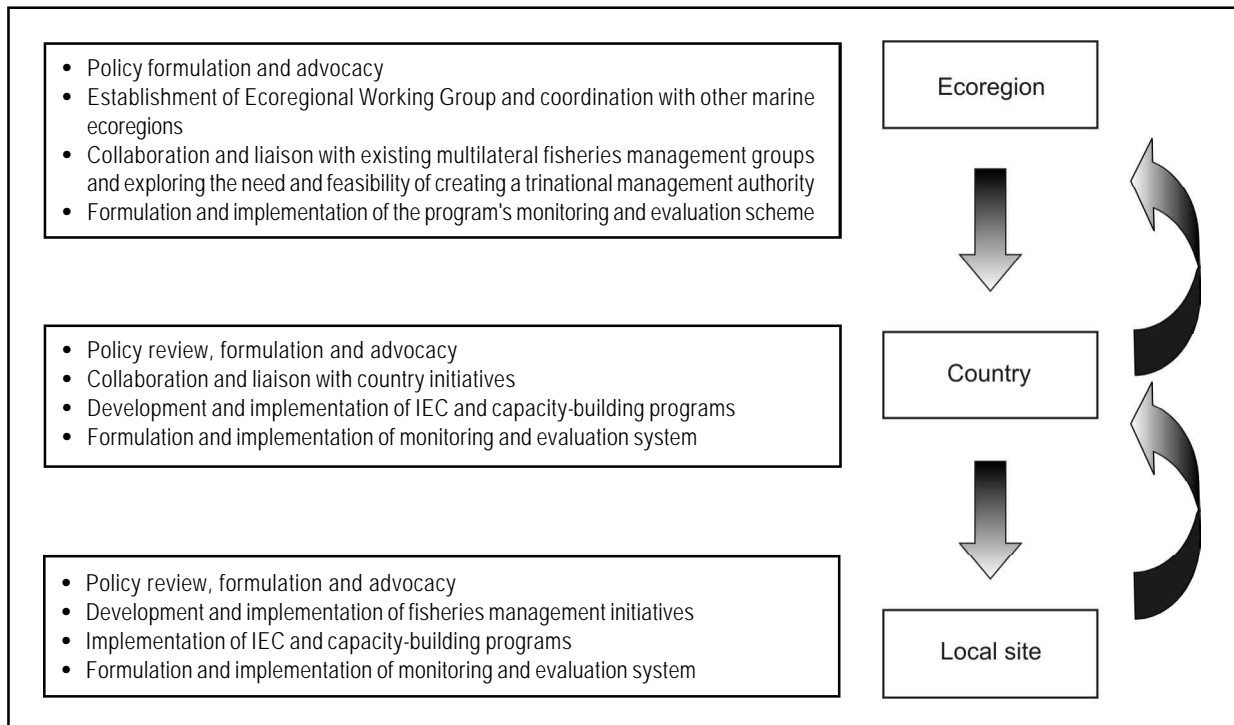 • Policy formulation and advocacy
• Establishment of Ecoregional Working Group and coordination with other marine
ecoregions
• Collaboration and liaison with existing multilateral fisheries management groups
and exploring the need and feasibility of creating a trinational management authority
• Formulation and implementation of the program's monitoring and evaluation scheme
Ecoregion
• Policy review, formulation and advocacy
• Collaboration and liaison with country initiatives
• Development and implementation of IEC and capacity-building programs
• Formulation and implementation of monitoring and evaluation system
Country
• Policy review, formulation and advocacy
• Development and implementation of fisheries management initiatives
• Implementation of IEC and capacity-building programs
• Formulation and implementation of monitoring and evaluation system
Local site